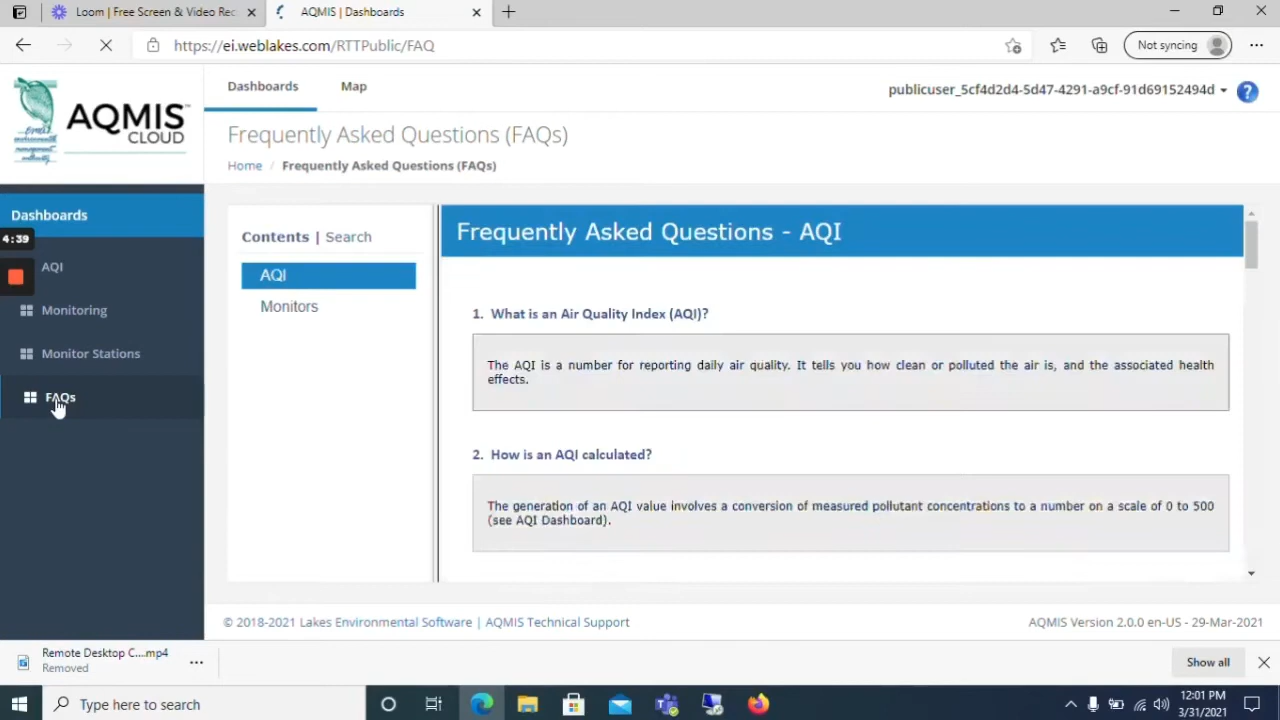 Loom | Free Screen & Video Rec
AQMIS | Dashboards
https://ei.weblakes.com/RTTPublic/FAQ
Not syncing
AQMIS™
CLOUD
Dashboards
Map
publicuser_5cf4d2d4-5d47-4291-a9cf-91d69152494d
?
Frequently Asked Questions (FAQs)
Home / Frequently Asked Questions (FAQs)
Dashboards
4:39
AQI
Monitoring
Monitor Stations
FAQs
Contents | Search
AQI
Monitors
Frequently Asked Questions - AQI
1. What is an Air Quality Index (AQI)?
The AQI is a number for reporting daily air quality. It tells you how clean or polluted the air is, and the associated health
effects.
2. How is an AQI calculated?
The generation of an AQI value involves a conversion of measured pollutant concentrations to a number on a scale of 0 to 500
(see AQI Dashboard).
© 2018-2021 Lakes Environmental Software | AQMIS Technical Support
AQMIS Version 2.0.0 en-US - 29-Mar-2021
Remote Desktop C....mp4
Removed
Show all
Type here to search
12:01 PM
3/31/2021